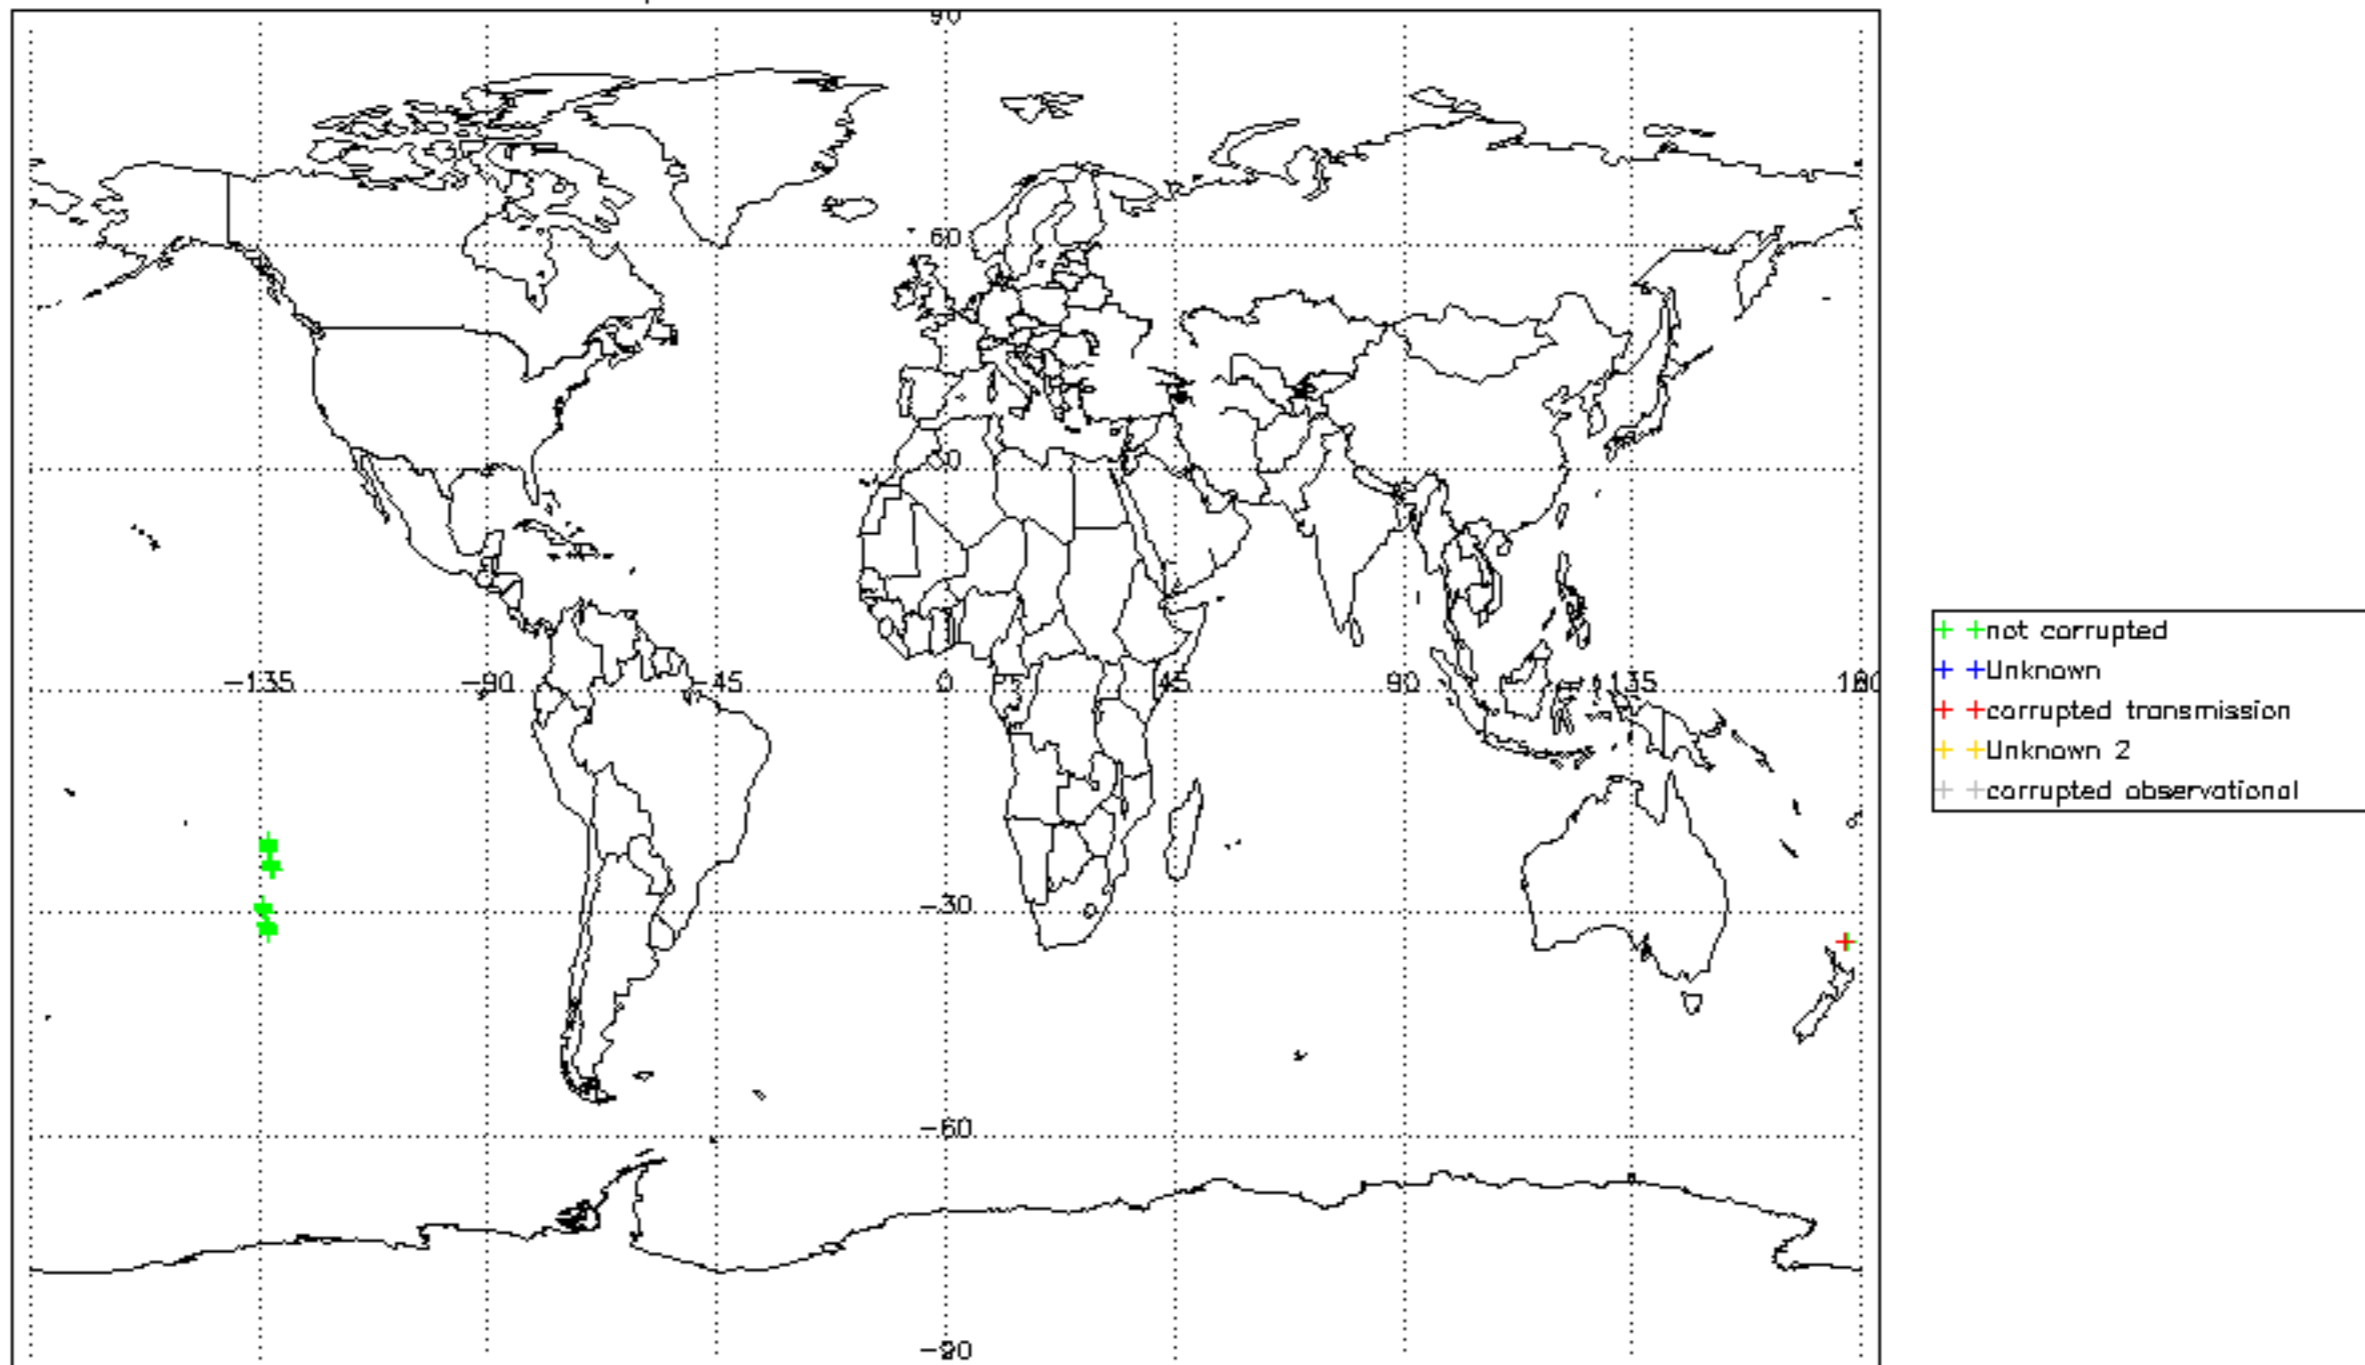 90
60
30
-135 -90 -45 0 45 90 135 180
-30
-60
-90
not corrupted
Unknown
corrupted transmission
Unknown 2
corrupted observational